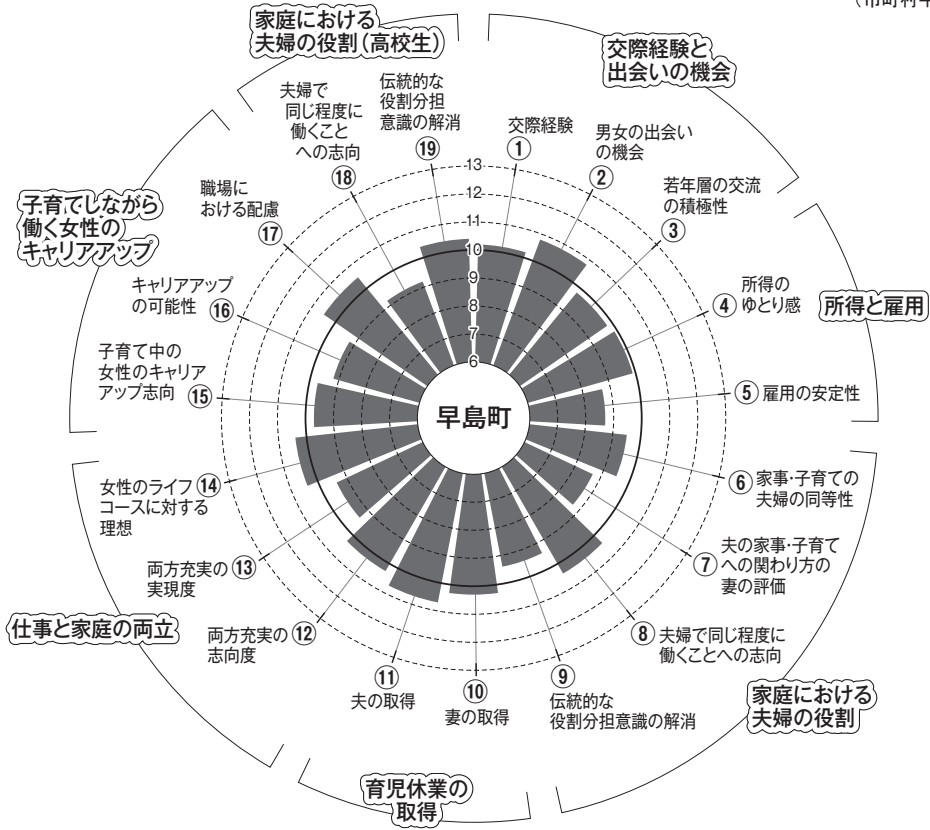 （市町村平
家庭における
夫婦の役割（高校生）
交際経験と
出会いの機会
所得と雇用
家庭における
夫婦の役割
育児休業の
取得
仕事と家庭の両立
子育てしながら
働く女性の
キャリアアップ
交際経験
①
男女の出会い
の機会
②
若年層の交流
の積極性
③
④ 所得の
ゆとり感
⑤ 雇用の安定性
⑥ 家事・子育ての
夫婦の同等性
⑦ 夫の家事・子育て
への関わり方の
妻の評価
⑧ 夫婦で同じ程度に
働くことへの志向
⑨
伝統的な
役割分担意識の解消
⑩
妻の取得
⑪
夫の取得
両方充実の ⑫
志向度
両方充実の ⑬
実現度
女性のライフ ⑭
コースに対する
理想
子育て中の
女性のキャリア
アップ志向 ⑮
キャリアアップ
の可能性 ⑯
職場に
おける配慮
⑰
夫婦で
同じ程度に
働くこと
への志向
⑱
伝統的な
役割分担
意識の解消
⑲
13
12
11
10
9
8
7
6
早島町